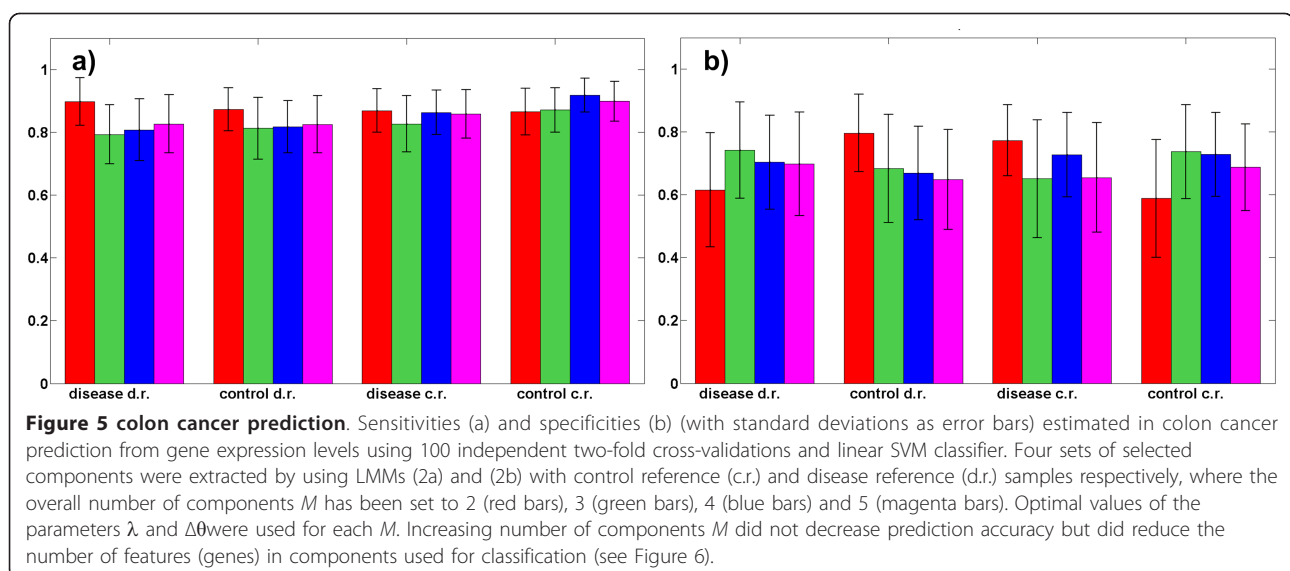 a)
1
0.8
0.6
0.4
0.2
0
disease d.r. control d.r. disease c.r. control c.r.
b)
1
0.8
0.6
0.4
0.2
0
disease d.r. control d.r. disease c.r. control c.r.
Figure 5 colon cancer prediction. Sensitivities (a) and specificities (b) (with standard deviations as error bars) estimated in colon cancer
prediction from gene expression levels using 100 independent two-fold cross-validations and linear SVM classifier. Four sets of selected
components were extracted by using LMMs (2a) and (2b) with control reference (c.r.) and disease reference (d.r.) samples respectively, where the
overall number of components M has been set to 2 (red bars), 3 (green bars), 4 (blue bars) and 5 (magenta bars). Optimal values of the
parameters λ and Δθwere used for each M. Increasing number of components M did not decrease prediction accuracy but did reduce the
number of features (genes) in components used for classification (see Figure 6).